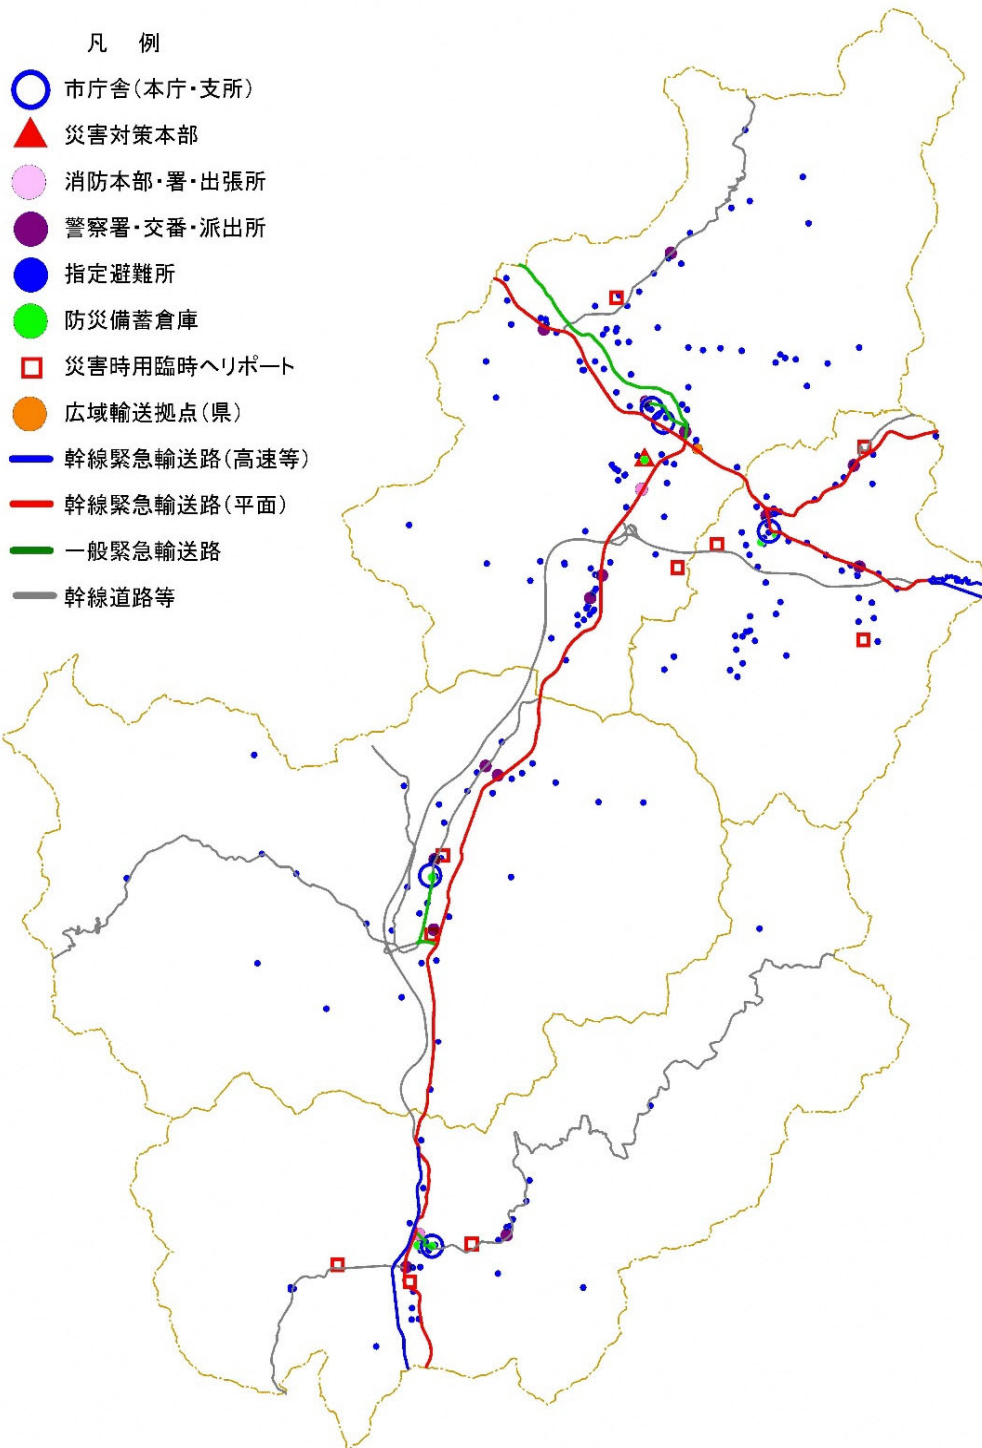 凡 例
市庁舎(本庁・支所)
災害対策本部
消防本部・署・出張所
警察署・交番・派出所
指定避難所
防災備蓄倉庫
災害時用臨時ヘリポート
広域輸送拠点(県)
幹線緊急輸送路(高速等)
幹線緊急輸送路(平面)
一般緊急輸送路
幹線道路等